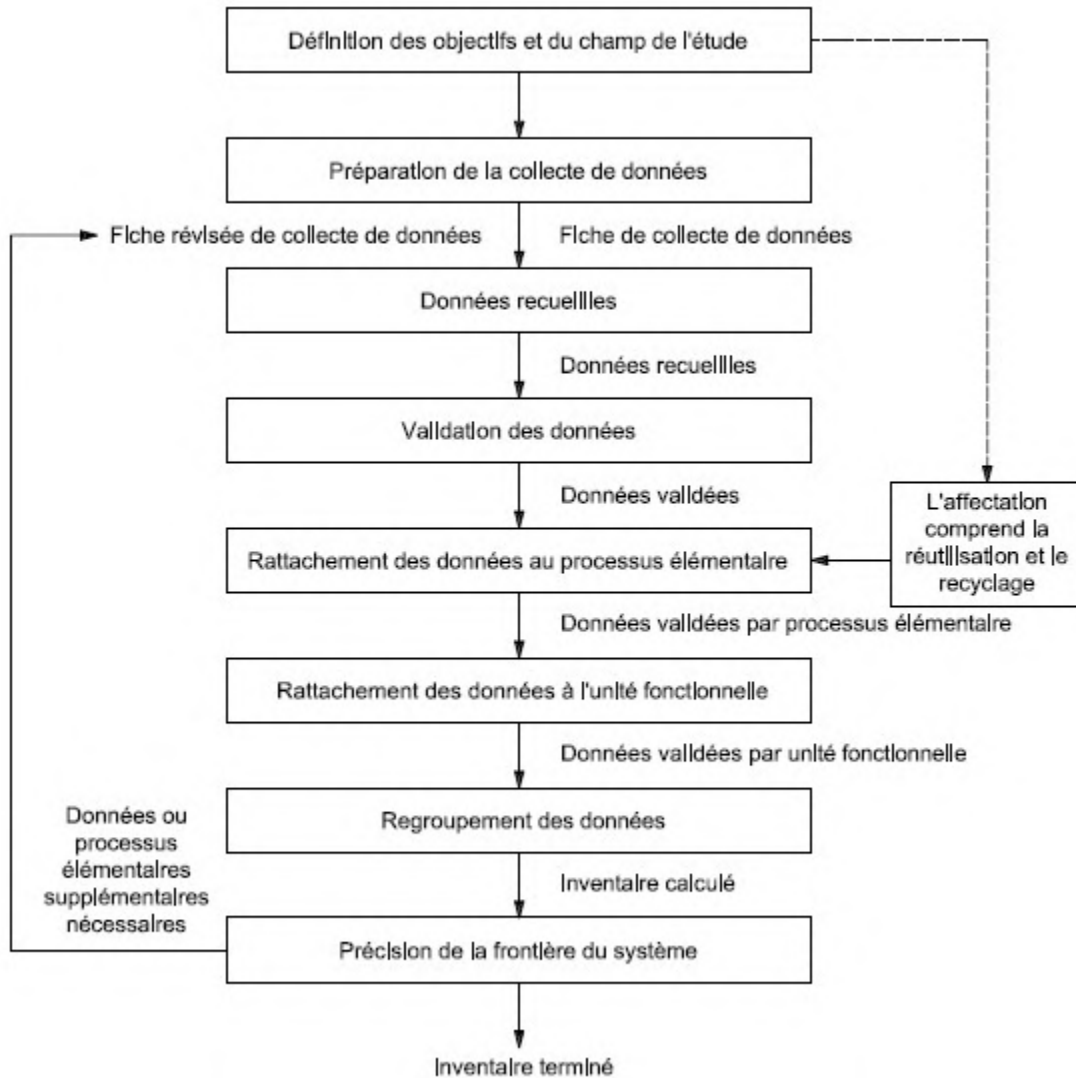 Définition des objectifs et du champ de l'étude
Préparation de la collecte de données
Fiche révisée de collecte de données
Fiche de collecte de données
Données recueillies
Données recueillies
Validation des données
Données validées
L'affectation
comprend la
réutilisation et le
recyclage
Rattachement des données au processus élémentaire
Données validées par processus élémentaire
Rattachement des données à l'unité fonctionnelle
Données validées par unité fonctionnelle
Regroupement des données
Données ou
processus
élémentaires
supplémentaires
nécessaires
Inventaire calculé
Précision de la frontière du système
Inventaire terminé